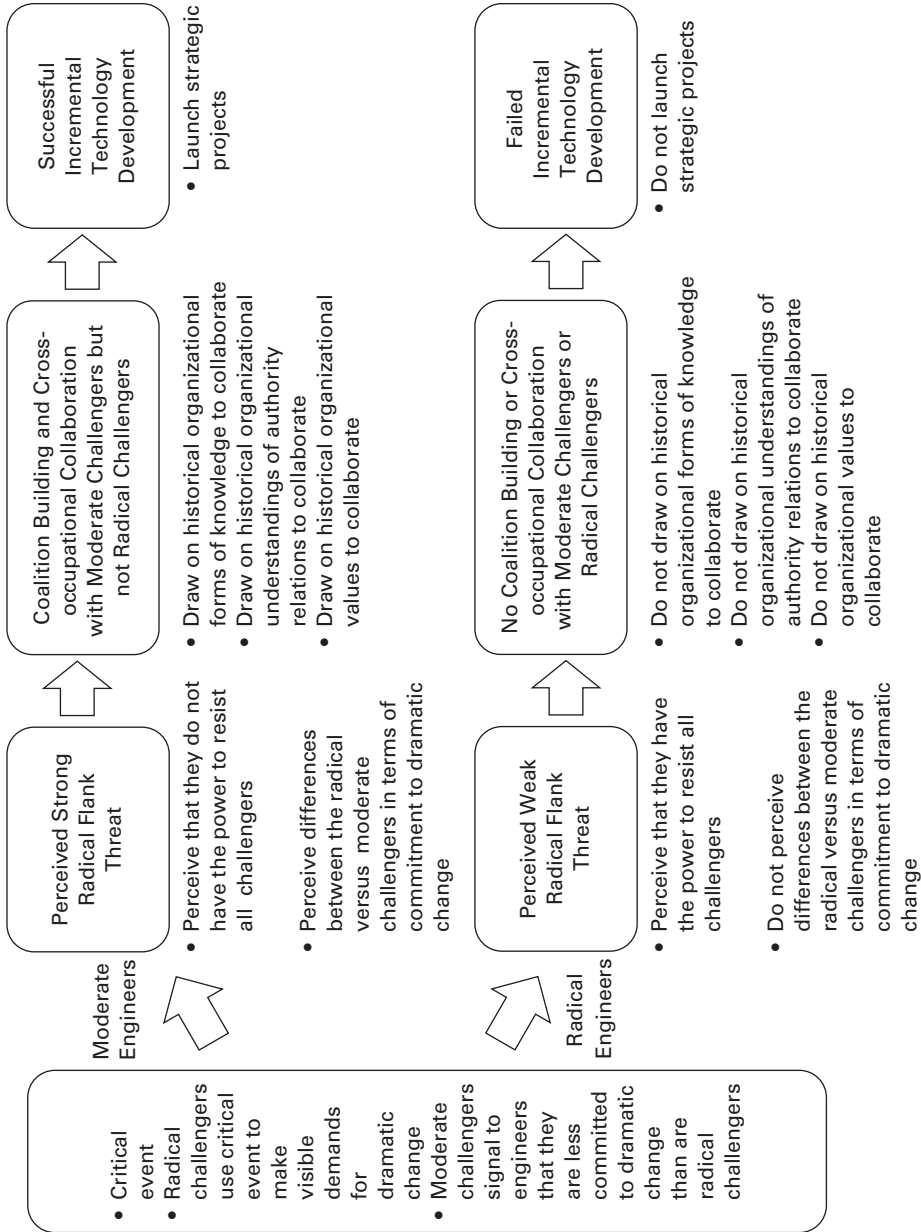 • Critical
event
• Radical
challengers
use critical
event to
make
visible
demands
for
dramatic
change
• Moderate
challengers
signal to
engineers
that they
are less
committed
to dramatic
change
than are
radical
challengers
Moderate
Engineers
Perceived Strong
Radical Flank
Threat
• Perceive that they do not
have the power to resist
all challengers
• Perceive differences
between the radical
versus moderate
challengers in terms of
commitment to dramatic
change
Coalition Building and Cross-
occupational Collaboration
with Moderate Challengers but
not Radical Challengers
• Draw on historical organizational
forms of knowledge to collaborate
• Draw on historical organizational
understandings of authority
relations to collaborate
• Draw on historical organizational
values to collaborate
Successful
Incremental
Technology
Development
• Launch strategic
projects
Radical
Engineers
Perceived Weak
Radical Flank
Threat
• Perceive that they have
the power to resist all
challengers
• Do not perceive
differences between the
radical versus moderate
challengers in terms of
commitment to dramatic
change
No Coalition Building or Cross-
occupational Collaboration
with Moderate Challengers or
Radical Challengers
• Do not draw on historical
organizational forms of knowledge
to collaborate
• Do not draw on historical
organizational understandings of
authority relations to collaborate
• Do not draw on historical
organizational values to
collaborate
Failed
Incremental
Technology
Development
• Do not launch
strategic projects